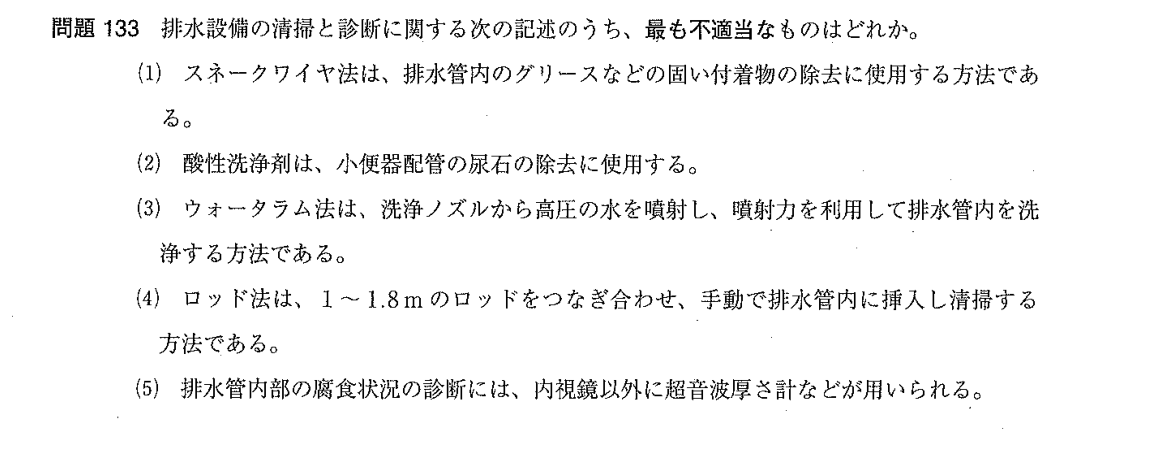 問題 133　排水設備の清掃と診断に関する次の記述のうち、最も不適当なものはどれか。
(1)　スネークワイヤ法は、排水管内のグリースなどの固い付着物の除去に使用する方法であ
る。
(2)　酸性洗浄剤は、小便器配管の尿石の除去に使用する。
(3)　ウォータラム法は、洗浄ノズルから高圧の水を噴射し、噴射力を利用して排水管内を洗
浄する方法である。
(4)　ロッド法は、1～1.8 m のロッドをつなぎ合わせ、手動で排水管内に挿入し清掃する
方法である。
(5)　排水管内部の腐食状況の診断には、内視鏡以外に超音波厚さ計などが用いられる。